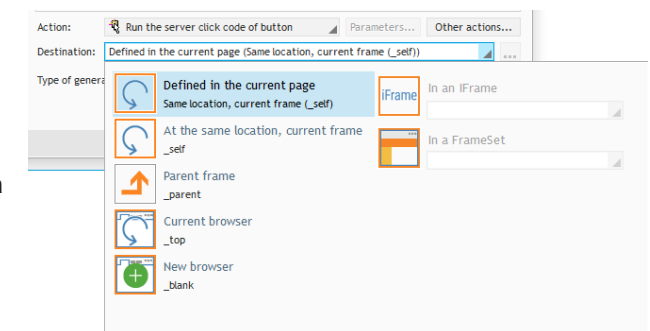 Action: Run the server click code of button Parameters... Other actions...
Destination: Defined in the current page (Same location, current frame (_self)) ...
Type of genera
Defined in the current page
Same location, current frame (_self)
At the same location, current frame
_self
Parent frame
_parent
Current browser
_top
New browser
_blank
iFrame In an IFrame
In a FrameSet